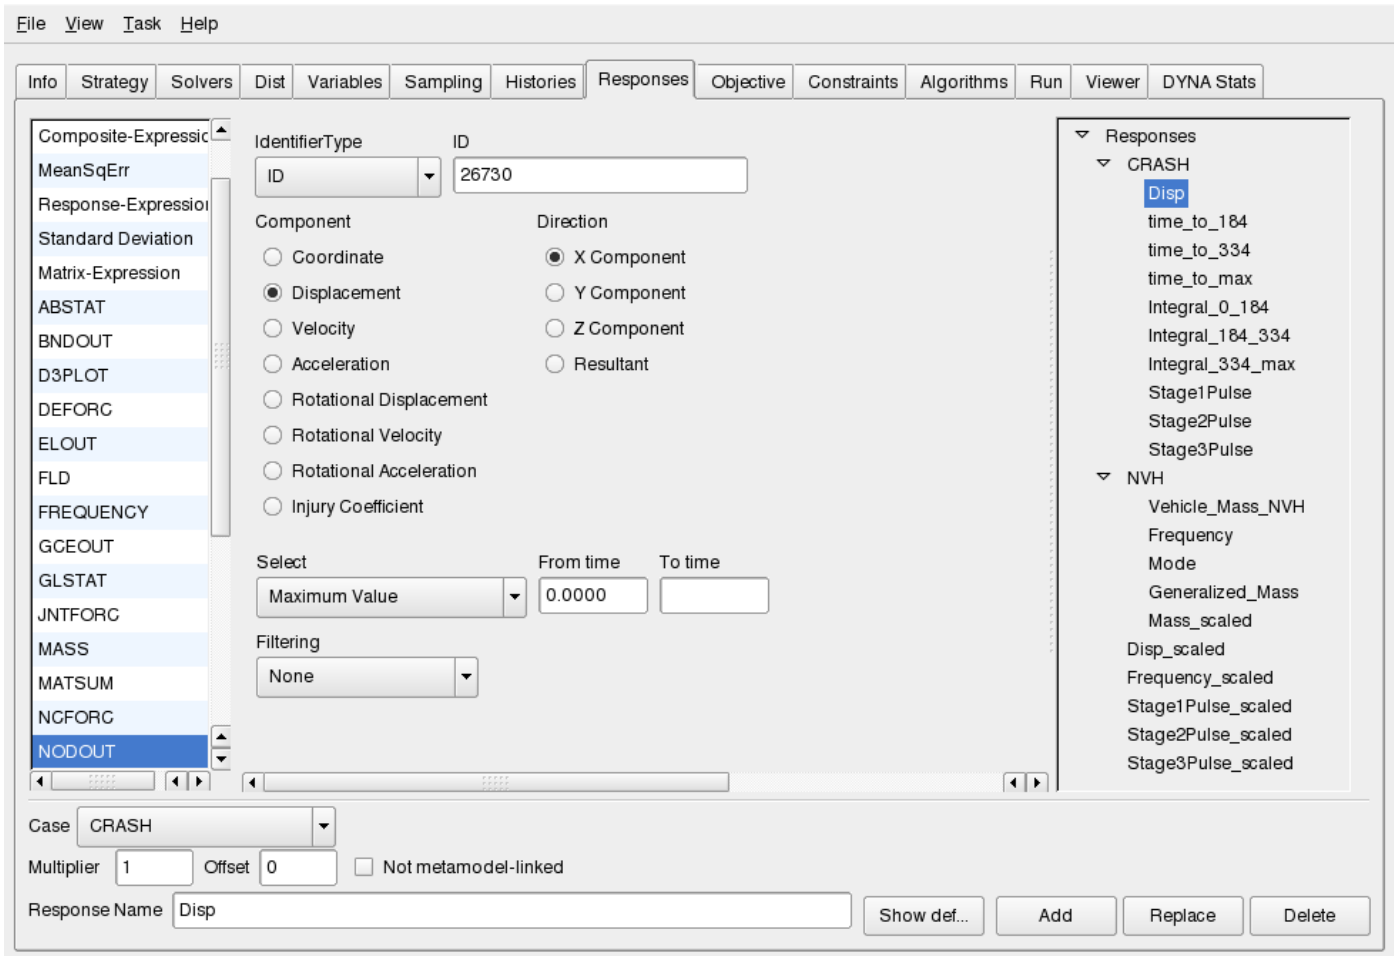 File View Task Help
Info Strategy Solvers Dist Variables Sampling Histories Responses Objective Constraints Algorithms Run Viewer DYNA Stats
Composite-Expressic
MeanSqErr
Response-Expression
Standard Deviation
Matrix-Expression
ABSTAT
BNDOUT
D3PLOT
DEFORC
ELOUT
FLD
FREQUENCY
GCEOUT
GLSTAT
JNTFORC
MASS
MATSUM
NCFORC
NODOUT
IdentifierType ID
ID 26730
Component Direction
Coordinate X Component
Displacement Y Component
Velocity Z Component
Acceleration Resultant
Rotational Displacement
Rotational Velocity
Rotational Acceleration
Injury Coefficient
Select From time To time
Maximum Value 0.0000
Filtering
None
Responses
CRASH
Disp
time_to_184
time_to_334
time_to_max
Integral_0_184
Integral_184_334
Integral_334_max
Stage1Pulse
Stage2Pulse
Stage3Pulse
NVH
Vehicle_Mass_NVH
Frequency
Mode
Generalized_Mass
Mass_scaled
Disp_scaled
Frequency_scaled
Stage1Pulse_scaled
Stage2Pulse_scaled
Stage3Pulse_scaled
Case CRASH
Multiplier 1 Offset 0 Not metamodel-linked
Response Name Disp Show def... Add Replace Delete